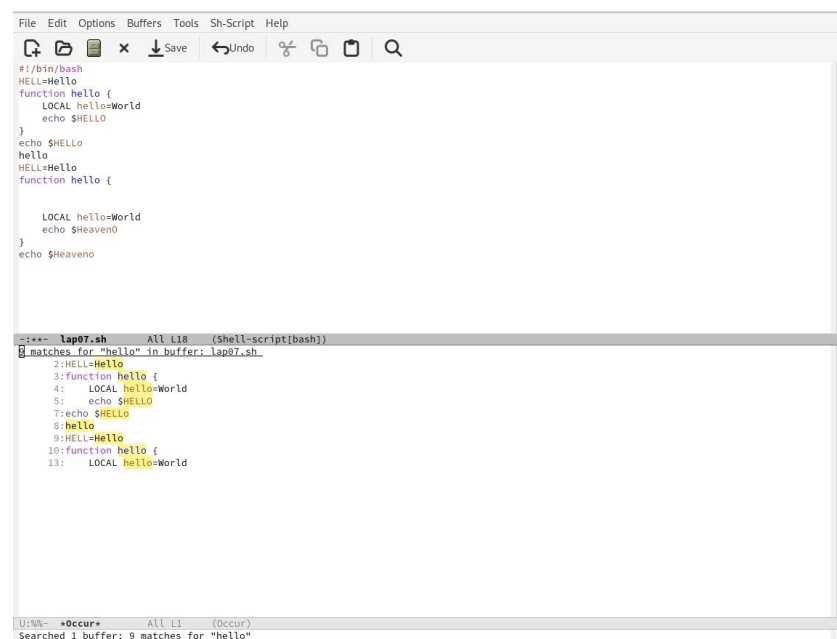 File Edit Options Buffers Tools Sh-Script Help
Save Undo
#!/bin/bash
HELL=Hello
function hello {
    LOCAL hello=World
    echo $HELLO
}
echo $HELLo
hello
HELL=Hello
function hello {
    LOCAL hello=World
    echo $HeavenO
}
echo $Heaveno
-:**- lap07.sh All L18 (Shell-script[bash])
9 matches for "hello" in buffer: lap07.sh
2:HELL=Hello
3:function hello {
4:    LOCAL hello=World
5:    echo $HELLO
7:echo $HELLo
8:hello
9:HELL=Hello
10:function hello {
13:    LOCAL hello=World
U:%%- *Occur* All L1 (Occur)
Searched 1 buffer; 9 matches for "hello"